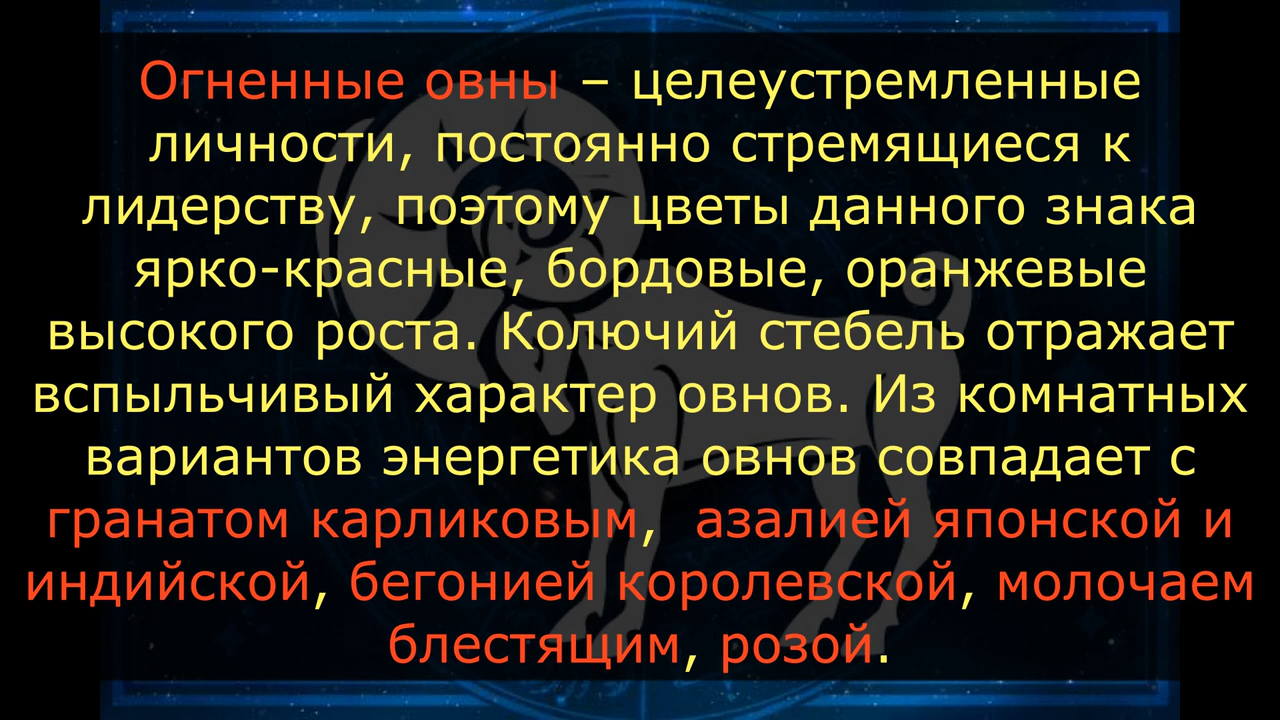 Огненные овны – целеустремленные
личности, постоянно стремящиеся к
лидерству, поэтому цветы данного знака
ярко-красные, бордовые, оранжевые
высокого роста. Колючий стебель отражает
вспыльчивый характер овнов. Из комнатных
вариантов энергетика овнов совпадает с
гранатом карликовым, азалией японской и
индийской, бегонией королевской, молочаем
блестящим, розой.